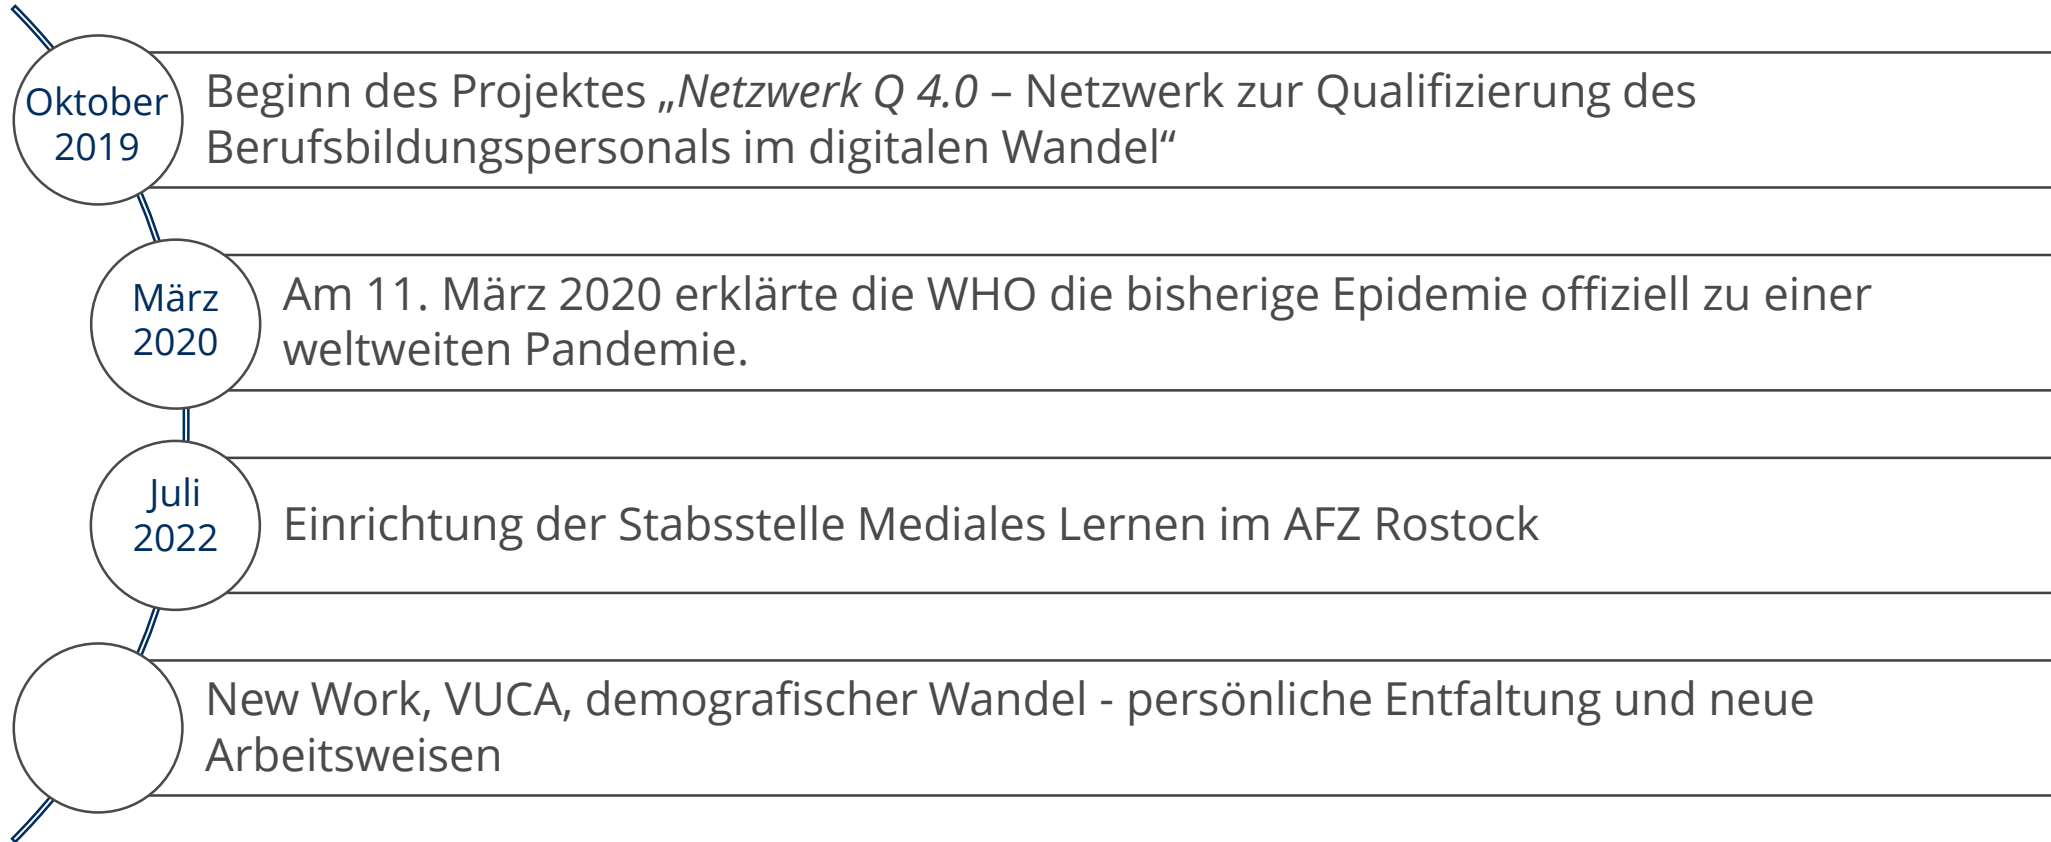 Oktober
2019
Beginn des Projektes „Netzwerk Q 4.0 – Netzwerk zur Qualifizierung des
Berufsbildungspersonals im digitalen Wandel“
März
2020
Am 11. März 2020 erklärte die WHO die bisherige Epidemie offiziell zu einer
weltweiten Pandemie.
Juli
2022
Einrichtung der Stabsstelle Mediales Lernen im AFZ Rostock
New Work, VUCA, demografischer Wandel - persönliche Entfaltung und neue
Arbeitsweisen